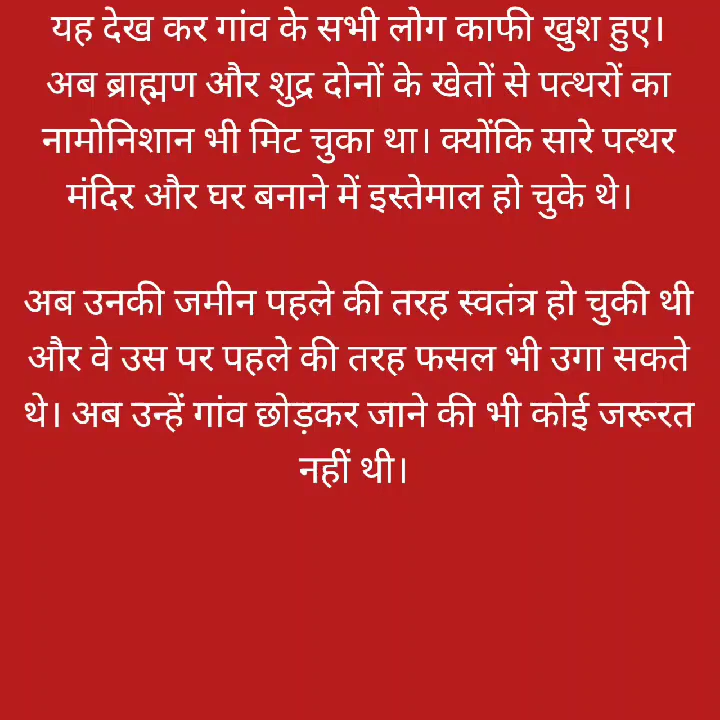 यह देख कर गांव के सभी लोग काफी खुश हुए।
अब ब्राह्मण और शुद्र दोनों के खेतों से पत्थरों का
नामोनिशान भी मिट चुका था। क्योंकि सारे पत्थर
मंदिर और घर बनाने में इस्तेमाल हो चुके थे।
अब उनकी जमीन पहले की तरह स्वतंत्र हो चुकी थी
और वे उस पर पहले की तरह फसल भी उगा सकते
थे। अब उन्हें गांव छोड़कर जाने की भी कोई जरूरत
नहीं थी।